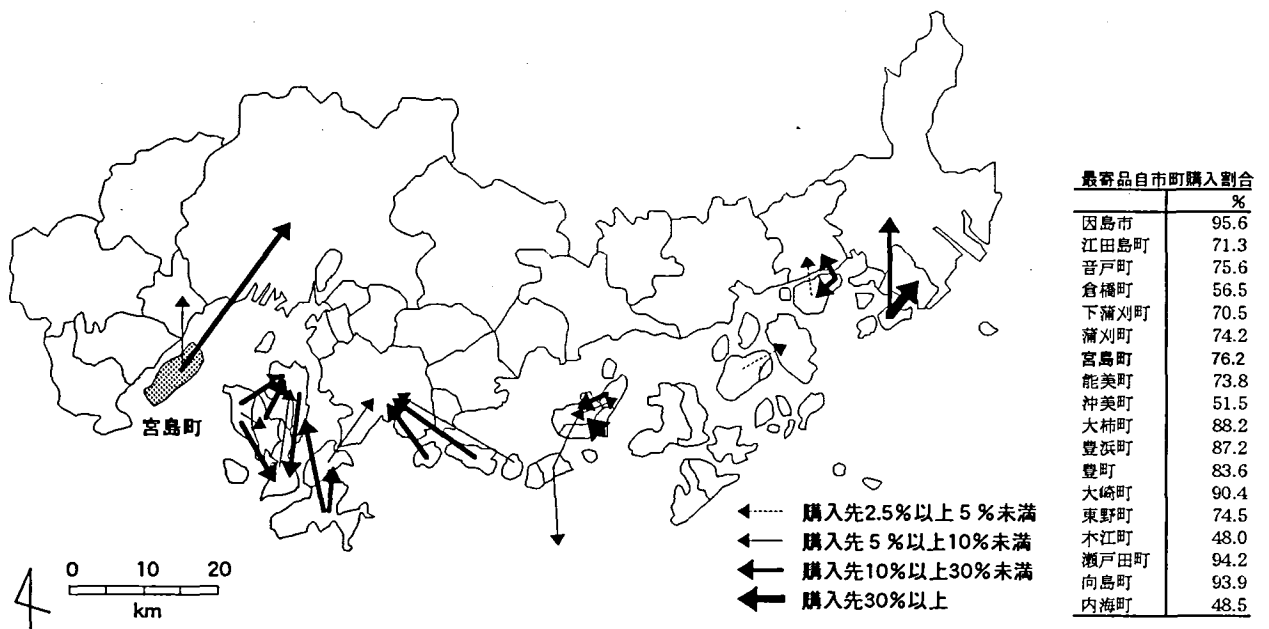 宮島町
0 10 20
km
購入先2.5%以上5%未満
購入先5%以上10%未満
購入先10%以上30%未満
購入先30%以上
最寄品自市町購入割合
%
因島市 95.6
江田島町 71.3
音戸町 75.6
倉橋町 56.5
下蒲刈町 70.5
蒲刈町 74.2
宮島町 76.2
能美町 73.8
沖美町 51.5
大柿町 88.2
豊浜町 87.2
豊町 83.6
大崎町 90.4
東野町 74.5
木江町 48.0
瀬戸田町 94.2
向島町 93.9
内海町 48.5